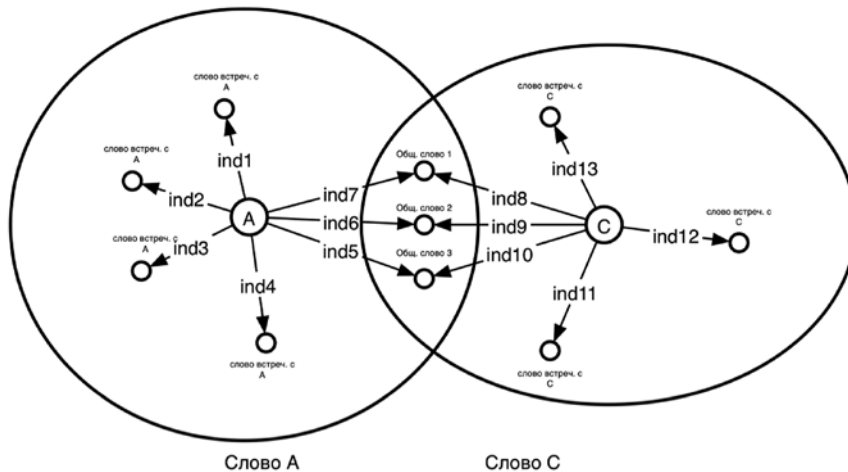 слово встреч. с
А
слово встреч. с
А
слово встреч. с
А
слово встреч. с
А
ind1
ind2
ind3
ind4
А
ind7
ind6
ind5
Общ. слово 1
Общ. слово 2
Общ. слово 3
ind8
ind9
ind10
С
слово встреч. с
С
ind13
слово встреч. с
С
ind12
ind11
слово встреч. с
С
Слово А
Слово С